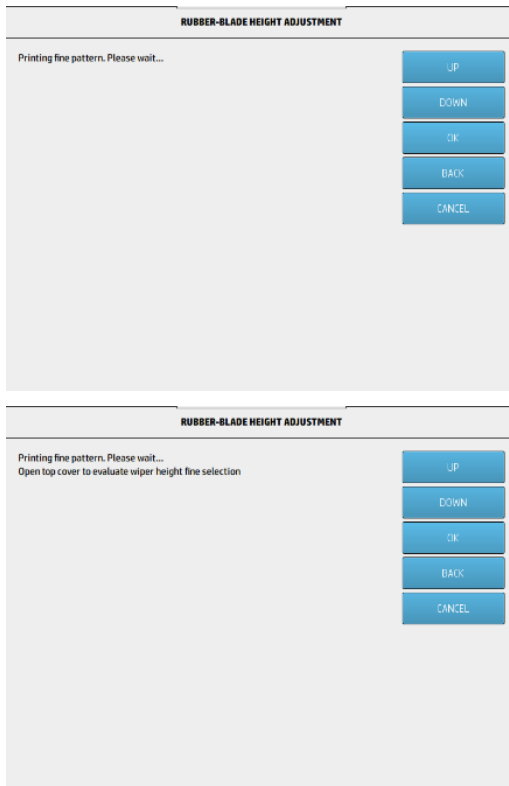 RUBBER-BLADE HEIGHT ADJUSTMENT
Printing fine pattern. Please wait...
UP
DOWN
OK
BACK
CANCEL
RUBBER-BLADE HEIGHT ADJUSTMENT
Printing fine pattern. Please wait...
Open top cover to evaluate wiper height fine selection
UP
DOWN
OK
BACK
CANCEL